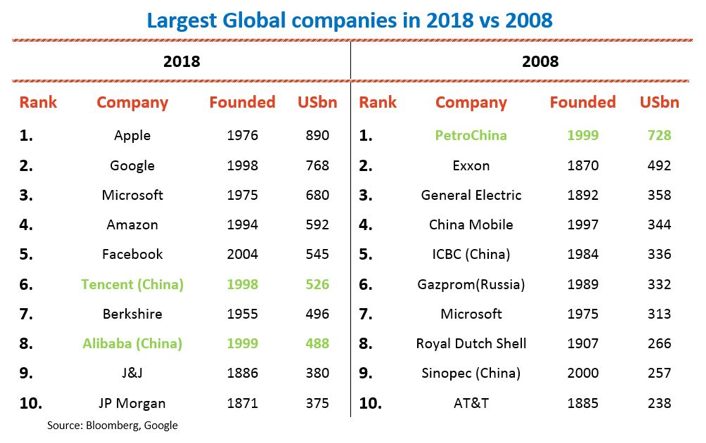 Largest Global companies in 2018 vs 2008
2018 2008
Rank Company Founded USbn Rank Company Founded USbn
1. Apple 1976 890 1. PetroChina 1999 728
2. Google 1998 768 2. Exxon 1870 492
3. Microsoft 1975 680 3. General Electric 1892 358
4. Amazon 1994 592 4. China Mobile 1997 344
5. Facebook 2004 545 5. ICBC (China) 1984 336
6. Tencent (China) 1998 526 6. Gazprom(Russia) 1989 332
7. Berkshire 1955 496 7. Microsoft 1975 313
8. Alibaba (China) 1999 488 8. Royal Dutch Shell 1907 266
9. J&J 1886 380 9. Sinopec (China) 2000 257
10. JP Morgan 1871 375 10. AT&T 1885 238
Source: Bloomberg, Google